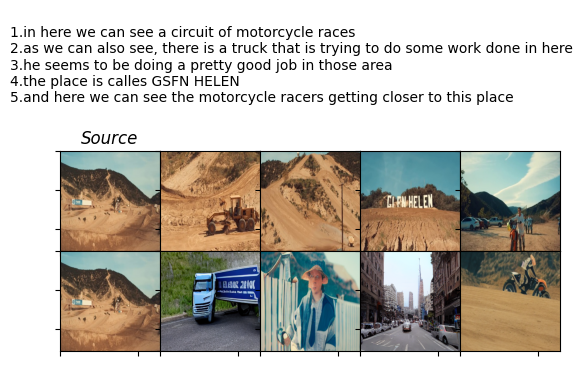 1.in here we can see a circuit of motorcycle races
2.as we can also see, there is a truck that is trying to do some work done in here
3.he seems to be doing a pretty good job in those area
4.the place is calles GSFN HELEN
5.and here we can see the motorcycle racers getting closer to this place
Source
HELEN